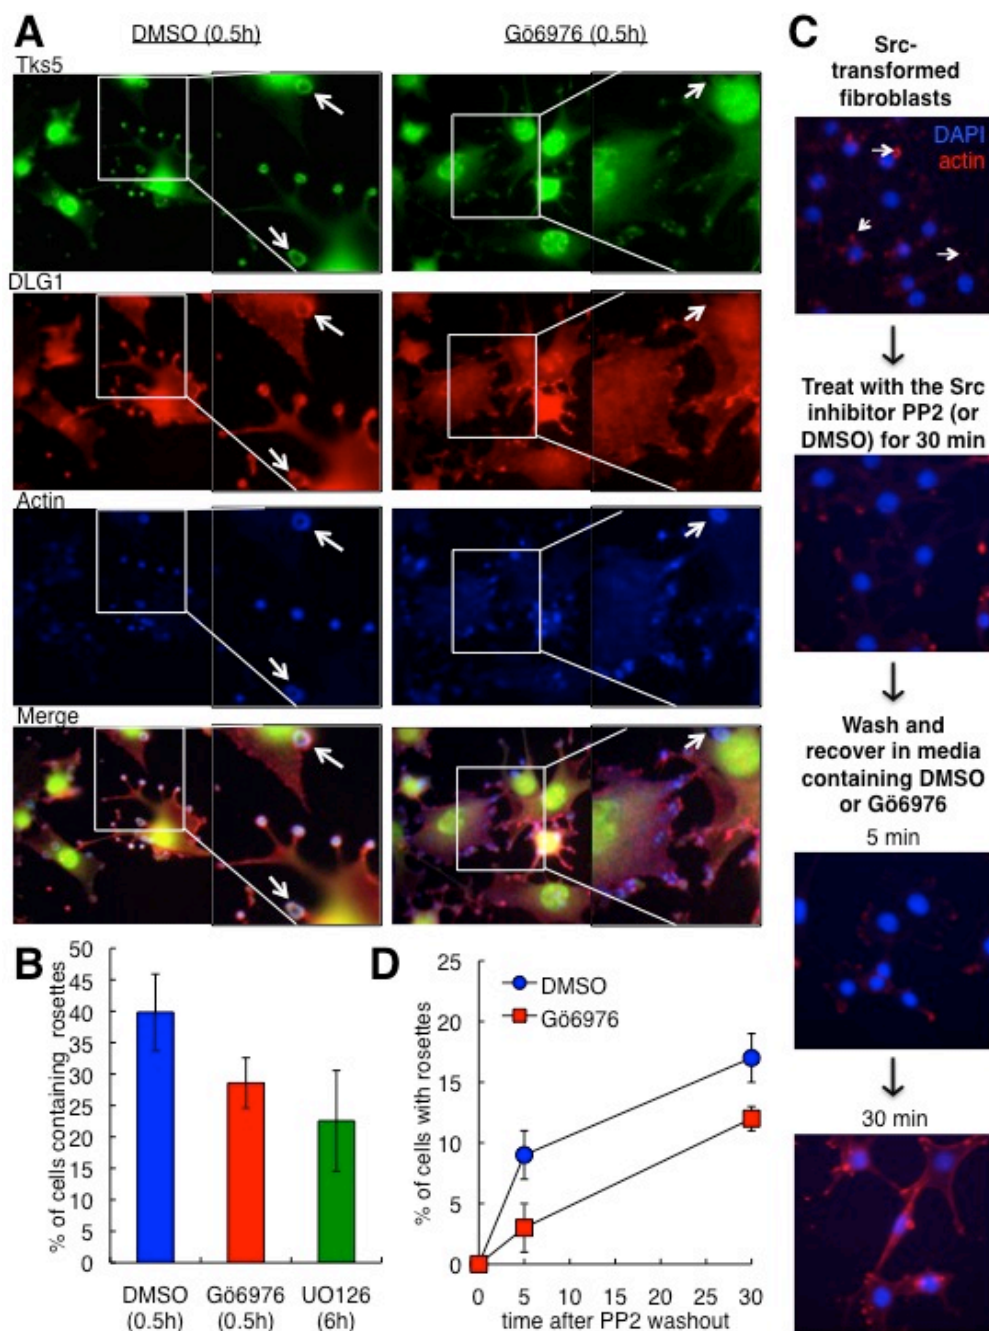 A
DMSO (0.5h)
Gö6976 (0.5h)
Tks5
DLG1
Actin
Merge
C
Src-
transformed
fibroblasts
DAPI
actin
Treat with the Src
inhibitor PP2 (or
DMSO) for 30 min
Wash and
recover in media
containing DMSO
or Gö6976
5 min
30 min
B
% of cells containing rosettes
50
45
40
35
30
25
20
15
10
5
0
DMSO
(0.5h)
Gö6976
(0.5h)
UO126
(6h)
D
% of cells with rosettes
25
20
15
10
5
0
DMSO
Gö6976
0 5 10 15 20 25 30
time after PP2 washout